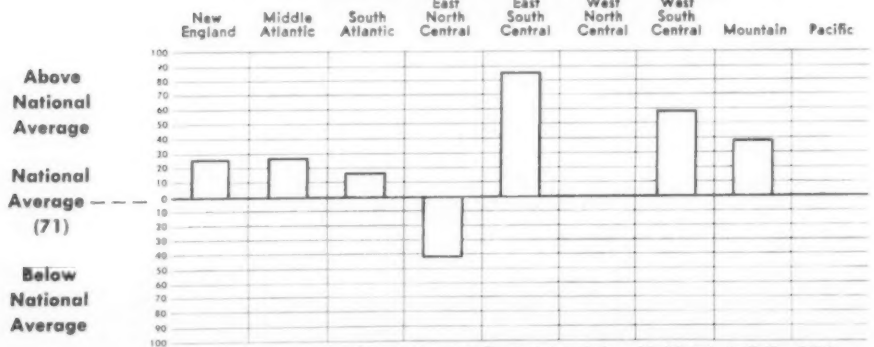 New Middle South East East West West
England Atlantic Atlantic North South North South Mountain Pacific
Central Central Central Central
Above
National
Average
National
Average
(71)
Below
National
Average
100
90
80
70
60
50
40
30
20
10
0
10
20
30
40
50
60
70
80
90
100